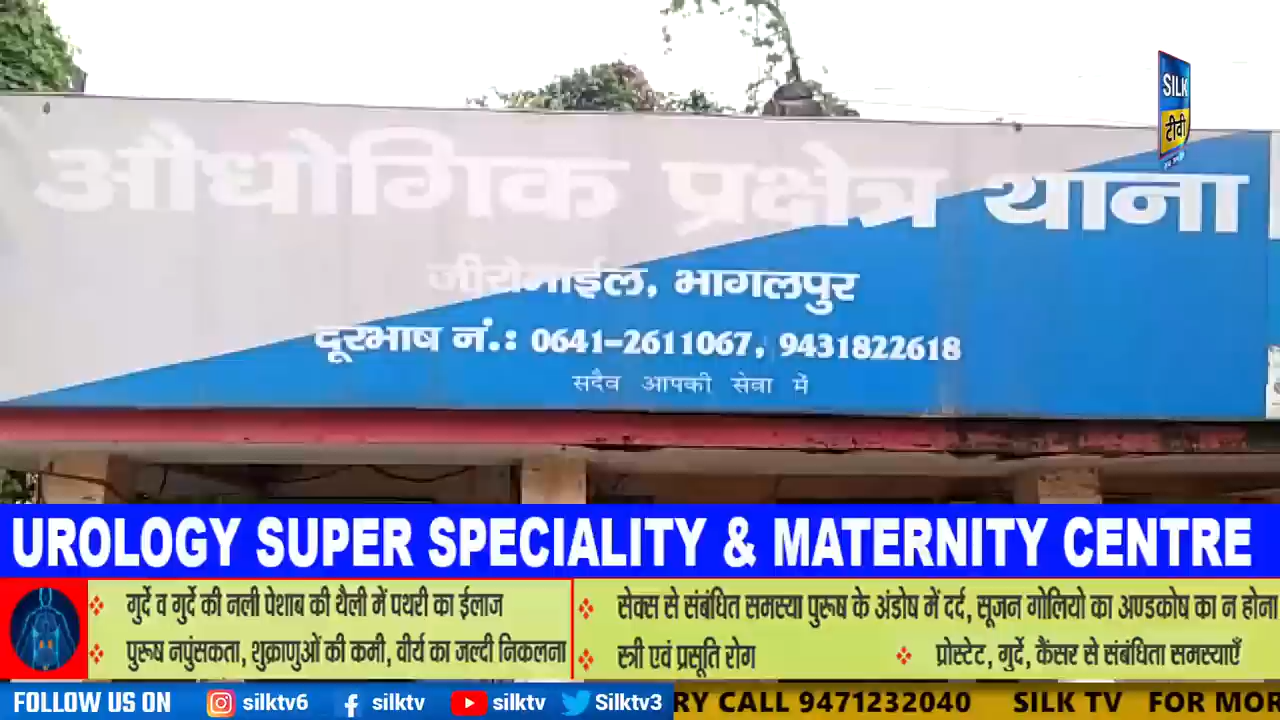 SILK
टीवी
औधोगिक प्रक्षेत्र थाना
जीरोमाईल, भागलपुर
दूरभाष नं.: 0641-2611067, 9431822618
सदैव आपकी सेवा में
UROLOGY SUPER SPECIALITY & MATERNITY CENTRE
गुर्दे व गुर्दे की नली पेशाब की थैली में पथरी का ईलाज
पुरूष नपुंसकता, शुक्राणुओं की कमी, वीर्य का जल्दी निकलना
सेक्स से संबंधित समस्या पुरूष के अंडोष में दर्द, सूजन गोलियो का अण्डकोष का न होना
स्त्री एवं प्रसूति रोग
प्रोस्टेट, गुर्दे, कैंसर से संबंधिता समस्याएँ
FOLLOW US ON silktv6 silktv silktv Silktv3 RY CALL 9471232040 SILK TV FOR MOR